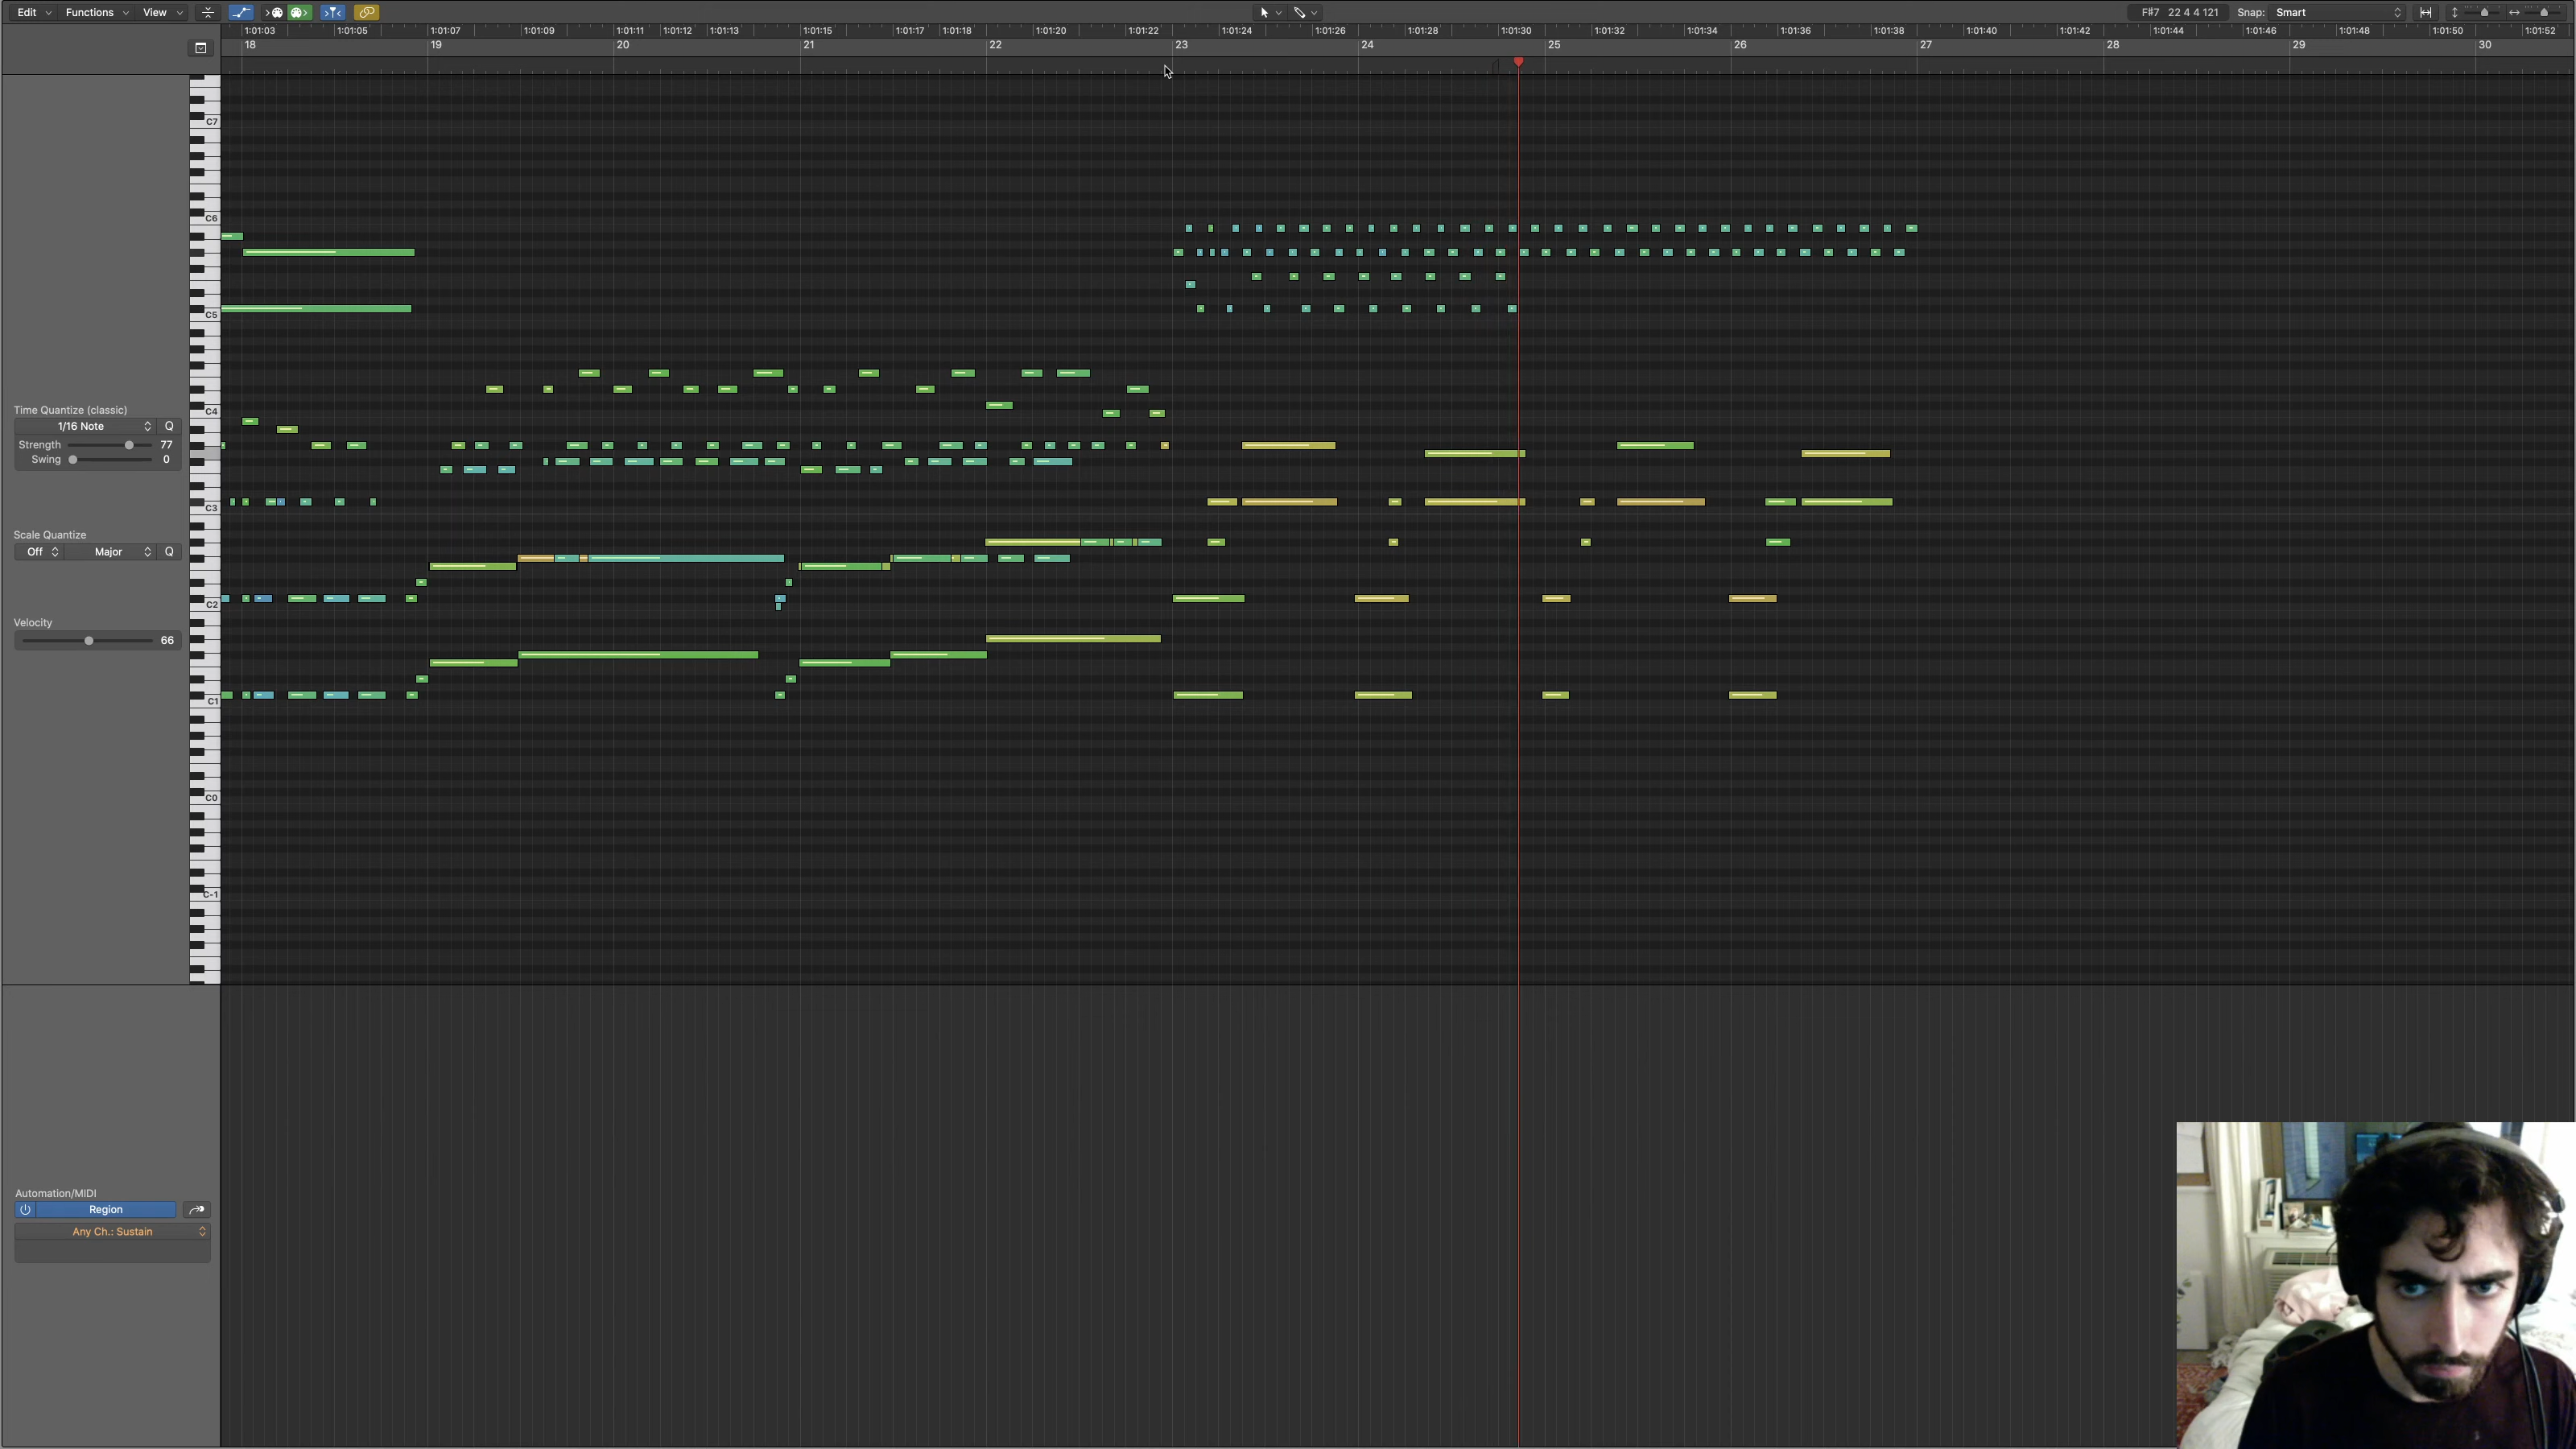 Edit Functions View F#7 22 4 4 121 Snap: Smart
1:01:03 1:01:05 1:01:07 1:01:09 1:01:11 1:01:12 1:01:13 1:01:15 1:01:17 1:01:18 1:01:20 1:01:22 1:01:24 1:01:26 1:01:28 1:01:30 1:01:32 1:01:34 1:01:36 1:01:38 1:01:40 1:01:42 1:01:44 1:01:46 1:01:48 1:01:50 1:01:52
18 19 20 21 22 23 24 25 26 27 28 29 30
C7
C6
C5
C4
Time Quantize (classic)
1/16 Note Q
Strength 77
Swing 0
C3
Scale Quantize
Off Major Q
C2
Velocity
66
C1
C0
C-1
Automation/MIDI
Region
Any Ch.: Sustain